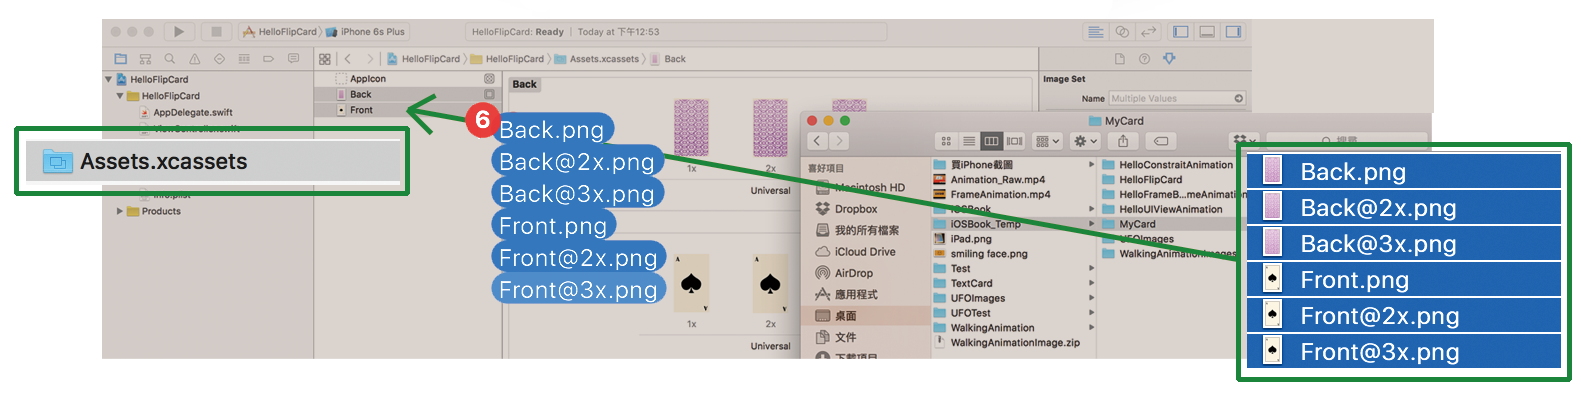 HelloFlipCard
iPhone 6s Plus
HelloFlipCard: Ready | Today at 下午12:53
HelloFlipCard
HelloFlipCard
Assets.xcassets
Back
HelloFlipCard
HelloFlipCard
AppDelegate.swift
ViewController.swift
Assets.xcassets
Info.plist
Products
AppIcon
Back
Front
Back
1x
2x
Universal
1x
2x
Universal
Image Set
Name
Multiple Values
6
Back.png
Back@2x.png
Back@3x.png
Front.png
Front@2x.png
Front@3x.png
MyCard
搜尋
喜好項目
Macintosh HD
Dropbox
我的所有檔案
iCloud Drive
AirDrop
應用程式
桌面
文件
下載項目
買iPhone截圖
Animation_Raw.mp4
FrameAnimation.mp4
iOSBook
iOSBook_Temp
iPad.png
smiling face.png
Test
TextCard
UFOImages
UFOTest
WalkingAnimation
WalkingAnimationImage.zip
HelloConstraitAnimation
HelloFlipCard
HelloFrameB...meAnimation
HelloUIViewAnimation
MyCard
UFOImages
WalkingAnimationImages
Back.png
Back@2x.png
Back@3x.png
Front.png
Front@2x.png
Front@3x.png